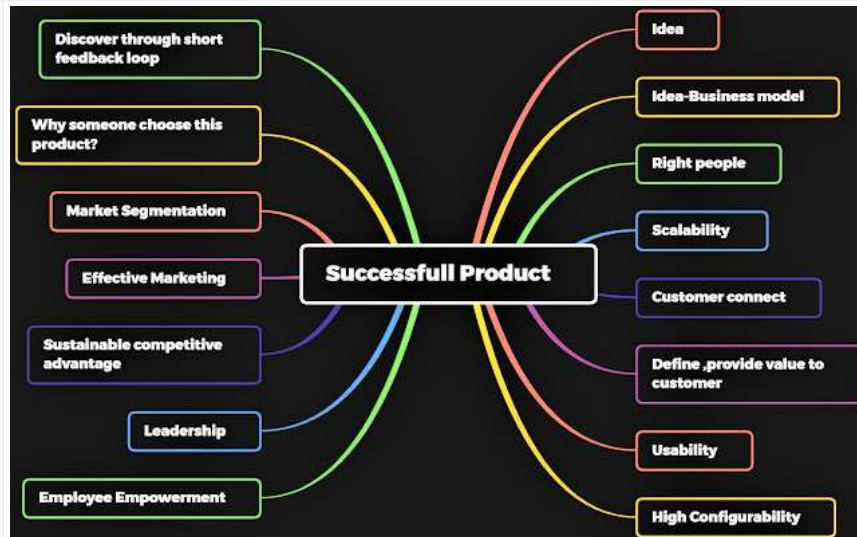 Discover through short
feedback loop
Why someone choose this
product?
Market Segmentation
Effective Marketing
Sustainable competitive
advantage
Leadership
Employee Empowerment
Successfull Product
Idea
Idea-Business model
Right people
Scalability
Customer connect
Define ,provide value to
customer
Usability
High Configurability